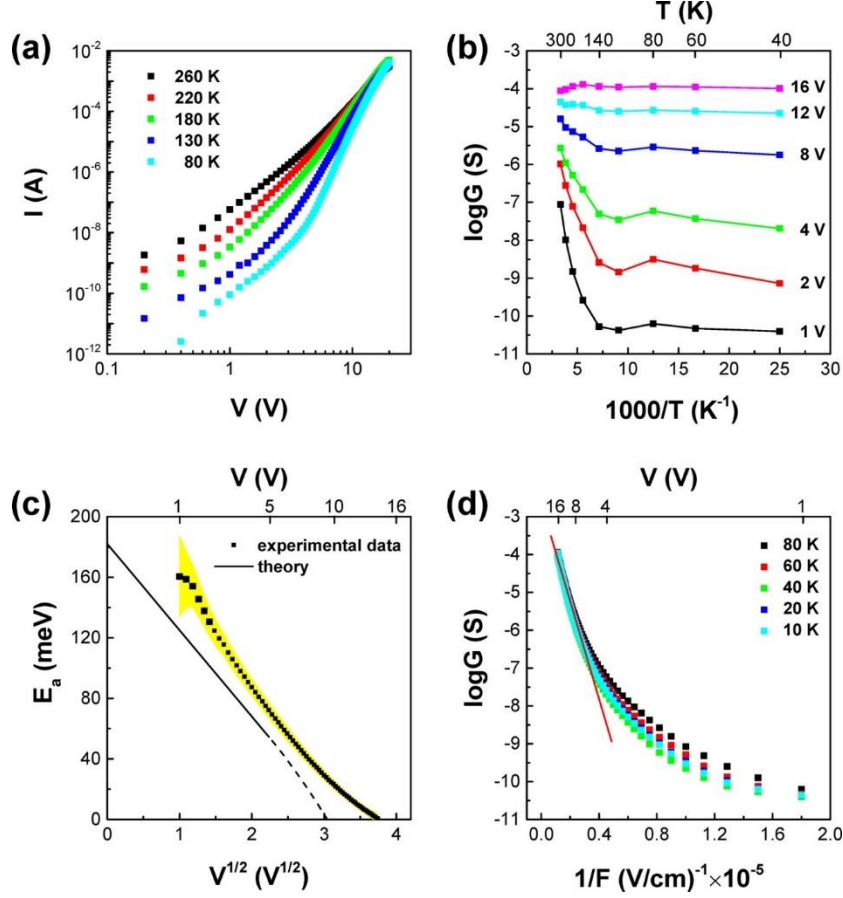 (a)
10^-2
10^-4
10^-6
10^-8
10^-10
10^-12
I (A)
260 K
220 K
180 K
130 K
80 K
0.1
1
10
V (V)
(b)
T (K)
300 140 80 60 40
-3
-4
-5
-6
-7
-8
-9
-10
-11
logG (S)
16 V
12 V
8 V
4 V
2 V
1 V
0 5 10 15 20 25 30
1000/T (K^-1)
(c)
V (V)
1 5 10 16
200
160
120
80
40
0
E_a (meV)
experimental data
theory
0 1 2 3 4
V^1/2 (V^1/2)
(d)
V (V)
16 8 4 1
-3
-4
-5
-6
-7
-8
-9
-10
-11
logG (S)
80 K
60 K
40 K
20 K
10 K
0.0 0.4 0.8 1.2 1.6 2.0
1/F (V/cm)^-1×10^-5